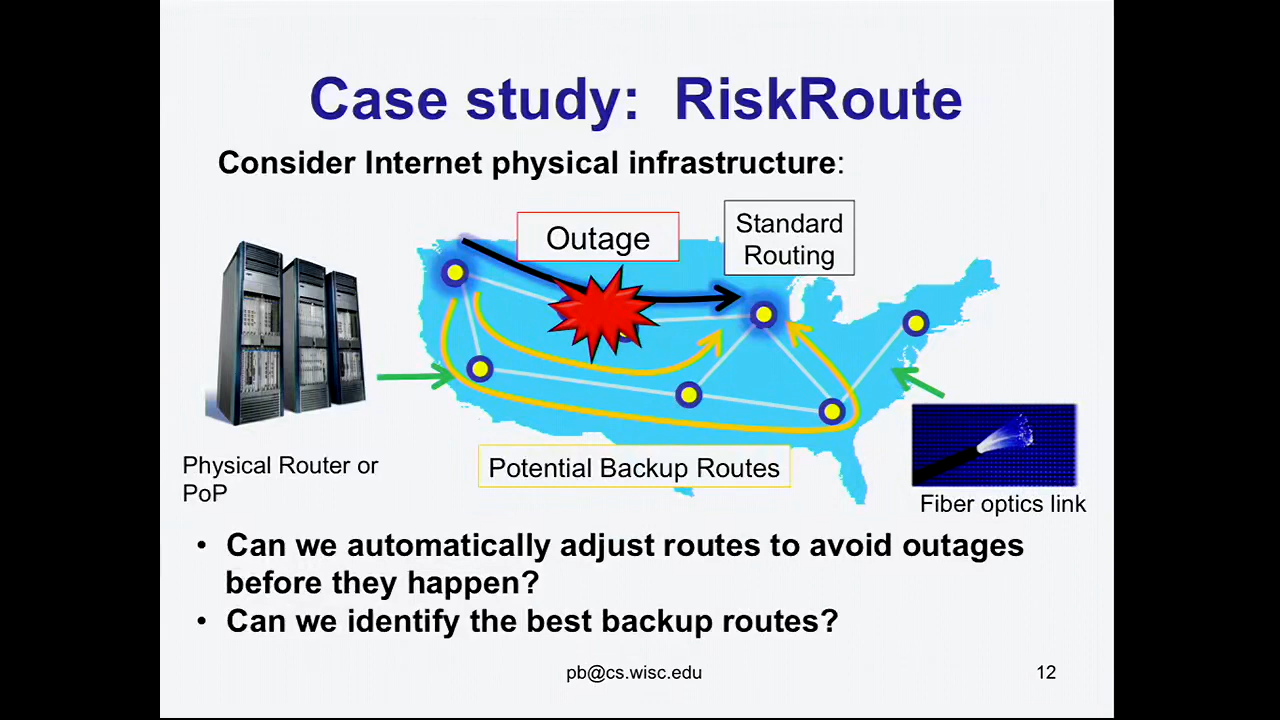 Case study:  RiskRoute
Consider Internet physical infrastructure:
Outage
Standard
Routing
Physical Router or
PoP
Potential Backup Routes
Fiber optics link
• Can we automatically adjust routes to avoid outages
before they happen?
• Can we identify the best backup routes?
pb@cs.wisc.edu
12